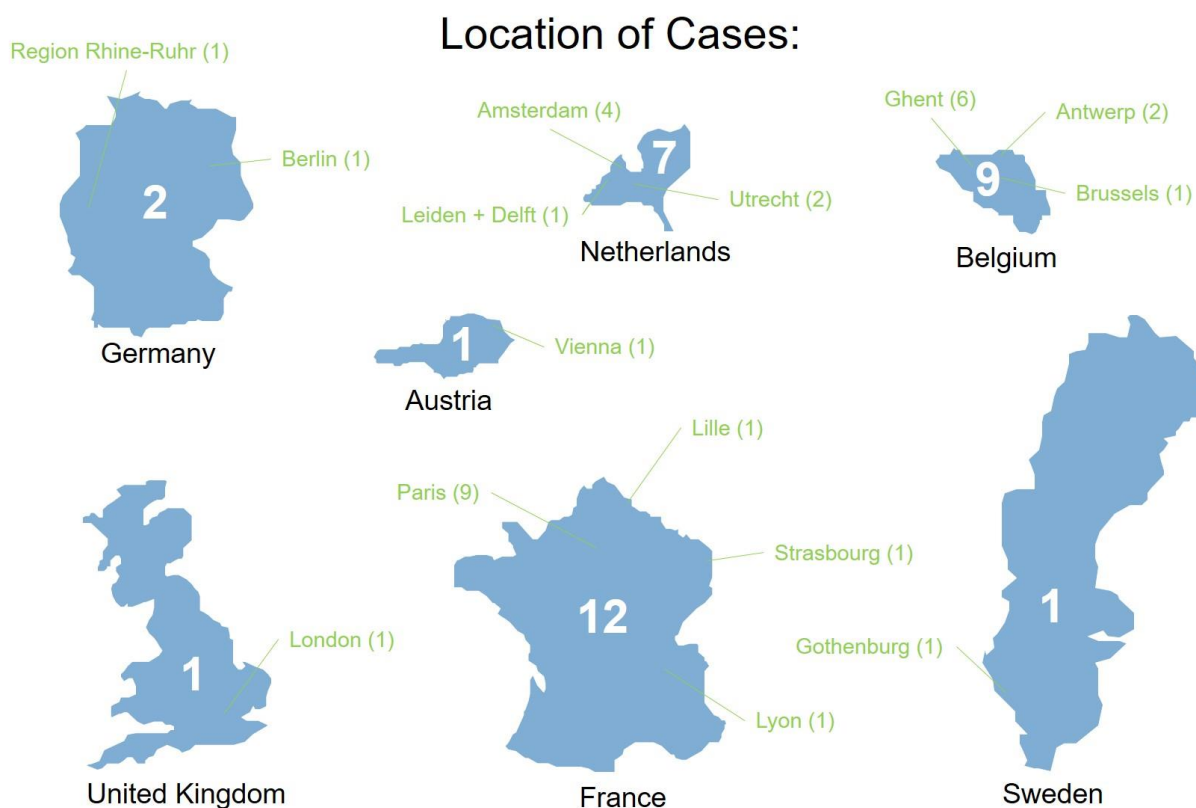 Location of Cases:
Region Rhine-Ruhr (1)
Berlin (1)
2
Germany
Amsterdam (4)
7
Leiden + Delft (1)
Utrecht (2)
Netherlands
Ghent (6)
Antwerp (2)
9
Brussels (1)
Belgium
1
Vienna (1)
Austria
London (1)
1
United Kingdom
Lille (1)
Paris (9)
Strasbourg (1)
12
Lyon (1)
France
1
Gothenburg (1)
Sweden